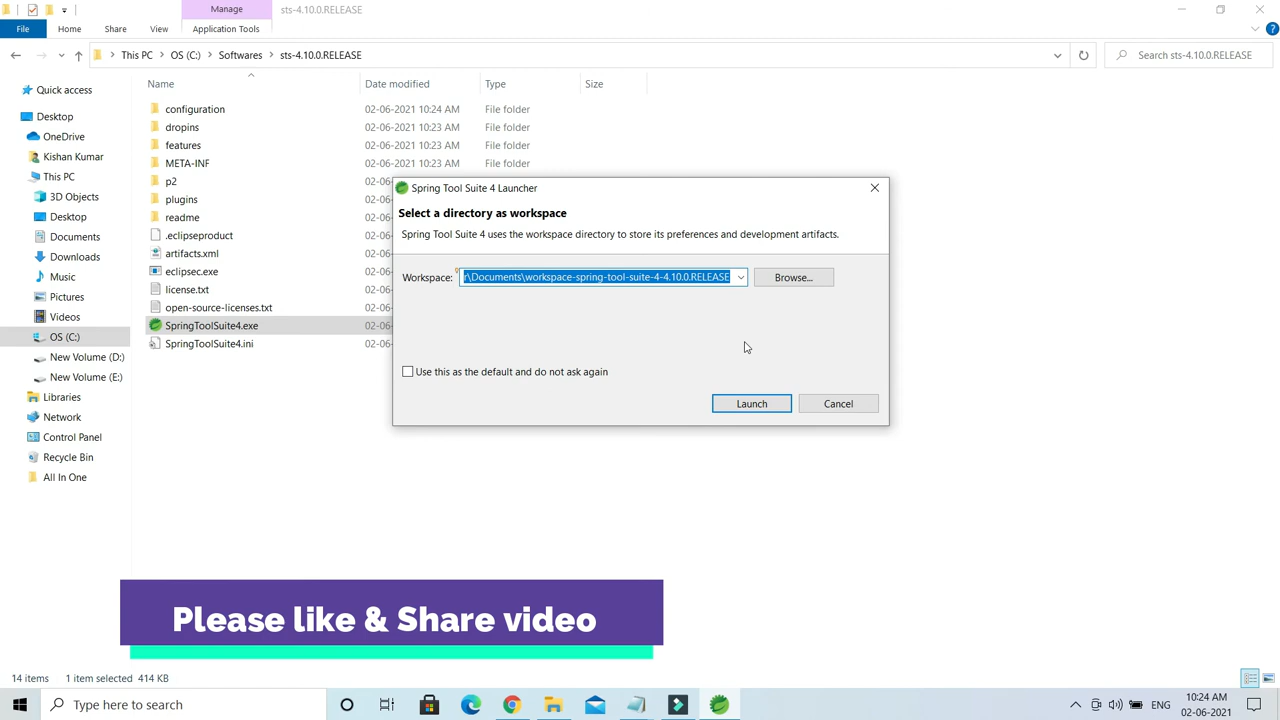 Manage
sts-4.10.0.RELEASE
File
Home
Share
View
Application Tools
This PC
OS (C:)
Softwares
sts-4.10.0.RELEASE
Search sts-4.10.0.RELEASE
Name
Date modified
Type
Size
Quick access
Desktop
OneDrive
Kishan Kumar
This PC
3D Objects
Desktop
Documents
Downloads
Music
Pictures
Videos
OS (C:)
New Volume (D:)
New Volume (E:)
Libraries
Network
Control Panel
Recycle Bin
All In One
configuration 02-06-2021 10:24 AM File folder
dropins 02-06-2021 10:23 AM File folder
features 02-06-2021 10:23 AM File folder
META-INF 02-06-2021 10:23 AM File folder
p2 02-06
plugins 02-06
readme 02-06
.eclipseproduct 02-06
artifacts.xml 02-06
eclipsec.exe 02-06
license.txt 02-06
open-source-licenses.txt 02-06
SpringToolSuite4.exe 02-06
SpringToolSuite4.ini 02-06
Spring Tool Suite 4 Launcher
Select a directory as workspace
Spring Tool Suite 4 uses the workspace directory to store its preferences and development artifacts.
Workspace: r\Documents\workspace-spring-tool-suite-4-4.10.0.RELEASE Browse...
Use this as the default and do not ask again
Launch Cancel
Please like & Share video
14 items 1 item selected 414 KB
Type here to search
ENG
10:24 AM
02-06-2021